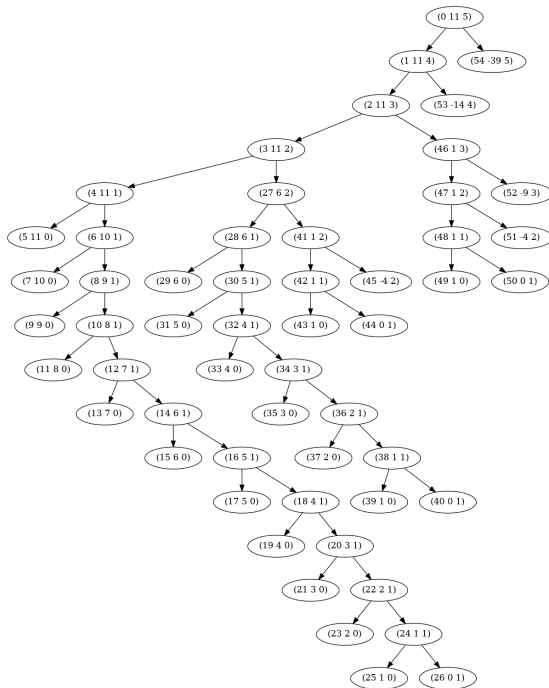 (0 11 5)
(1 11 4) (54 -39 5)
(2 11 3) (53 -14 4)
(3 11 2) (46 1 3)
(4 11 1) (27 6 2) (47 1 2) (52 -9 3)
(5 11 0) (6 10 1) (28 6 1) (41 1 2) (48 1 1) (51 -4 2)
(7 10 0) (8 9 1) (29 6 0) (30 5 1) (42 1 1) (45 -4 2) (49 1 0) (50 0 1)
(9 9 0) (10 8 1) (31 5 0) (32 4 1) (43 1 0) (44 0 1)
(11 8 0) (12 7 1) (33 4 0) (34 3 1)
(13 7 0) (14 6 1) (35 3 0) (36 2 1)
(15 6 0) (16 5 1) (37 2 0) (38 1 1)
(17 5 0) (18 4 1) (39 1 0) (40 0 1)
(19 4 0) (20 3 1)
(21 3 0) (22 2 1)
(23 2 0) (24 1 1)
(25 1 0) (26 0 1)